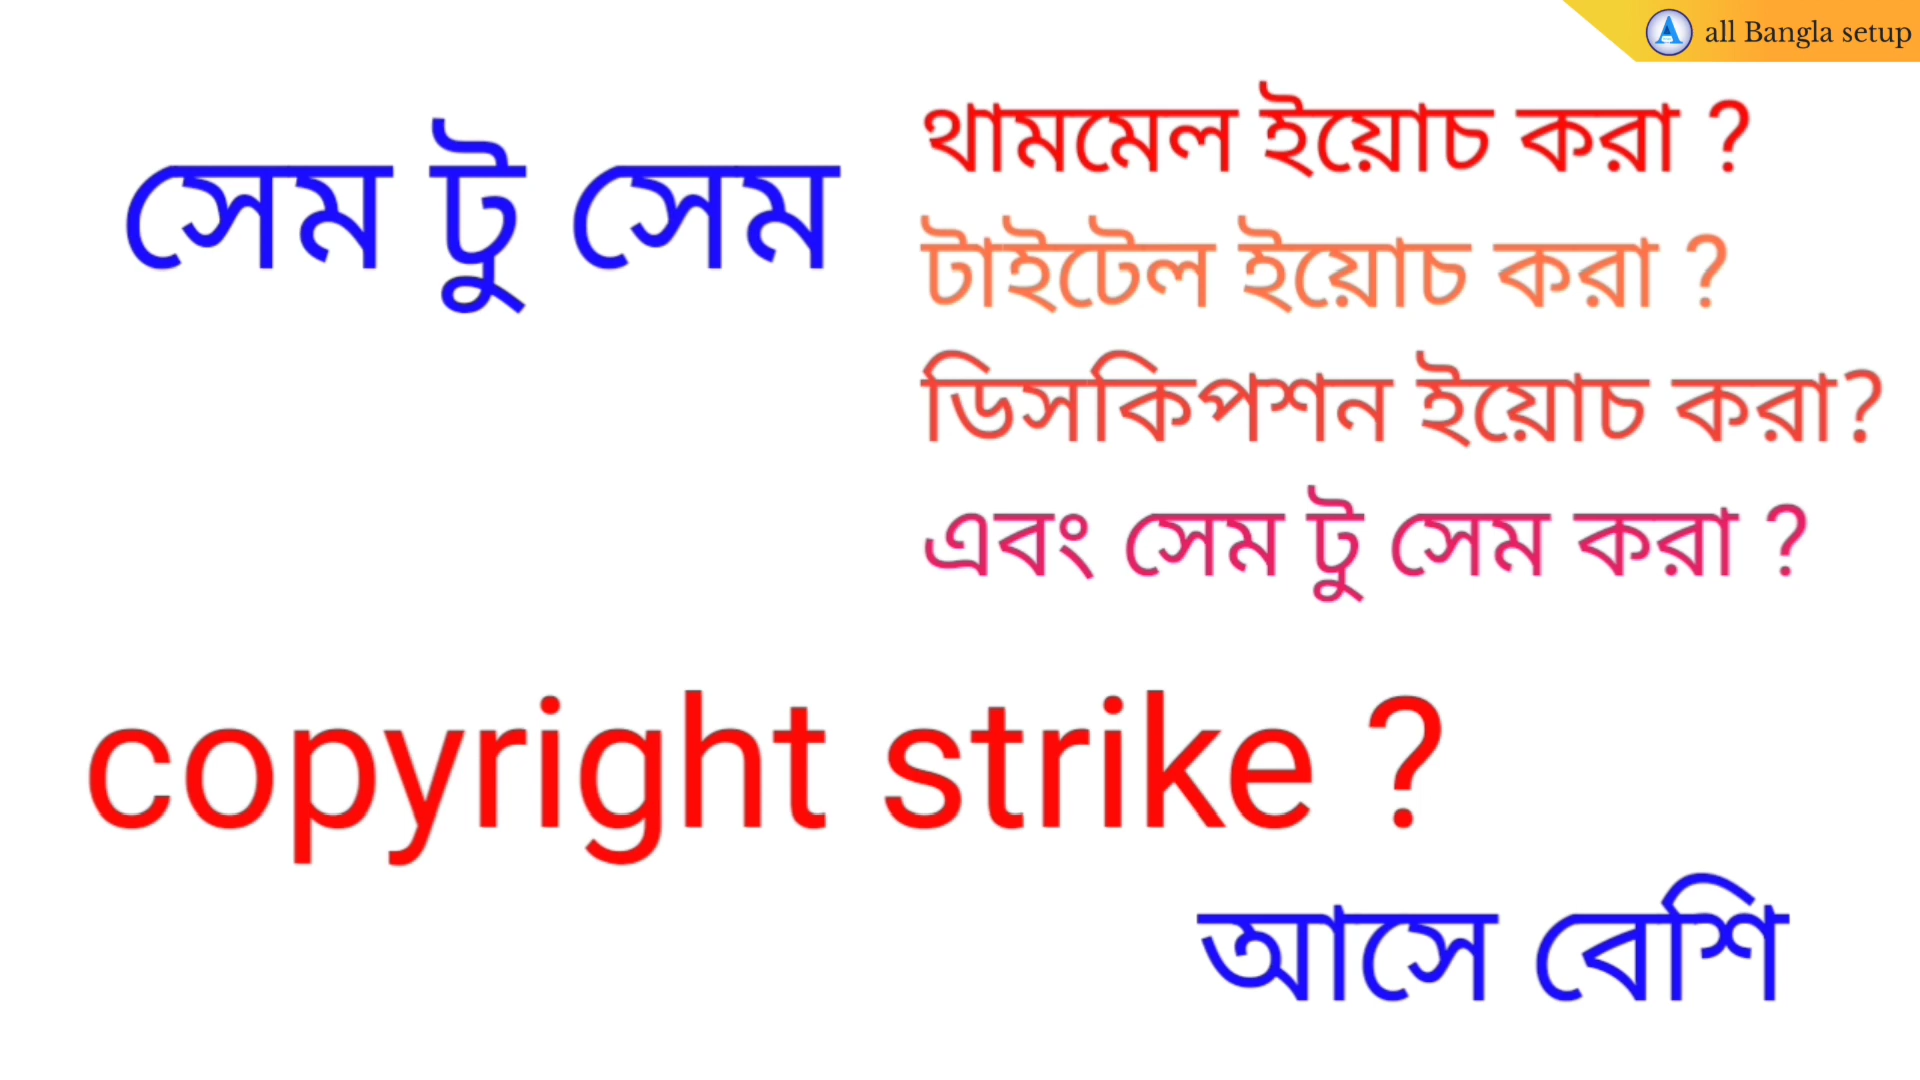 all Bangla setup
সেম টু সেম
থামমেল ইয়োচ করা ?
টাইটেল ইয়োচ করা ?
ডিসকিপশন ইয়োচ করা?
এবং সেম টু সেম করা ?
copyright strike ?
আসে বেশি